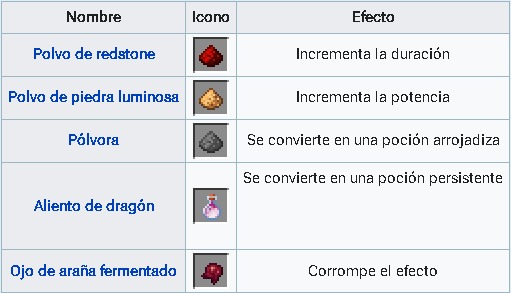 Nombre Icono Efecto
Polvo de redstone Incrementa la duración
Polvo de piedra luminosa Incrementa la potencia
Pólvora Se convierte en una poción arrojadiza
Aliento de dragón Se convierte en una poción persistente
Ojo de araña fermentado Corrompe el efecto